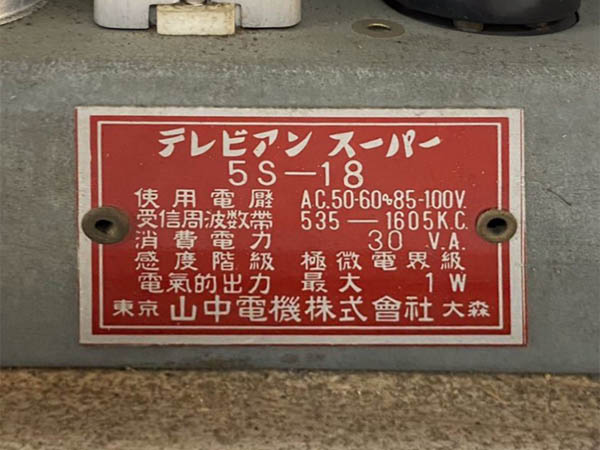 テレビアン スーパー
5S-18
使用電壓 A.C.50-60∿85-100V.
受信周波数帯 535—1605K.C.
消費電力 30 V.A.
感度階級 極微電界級
電氣的出力 最大 1W
東京 山中電機株式會社 大森